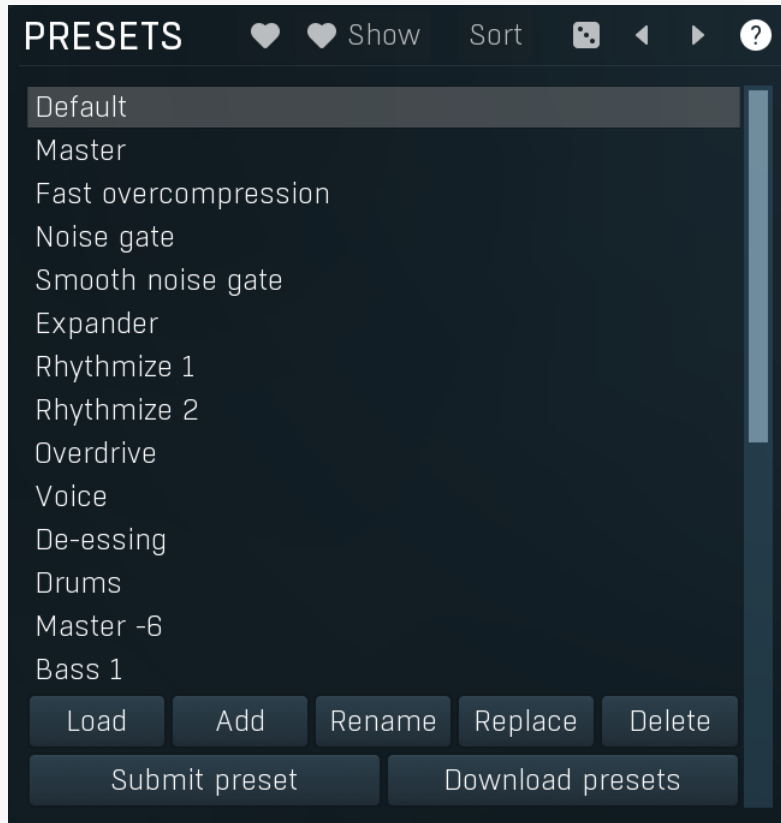 PRESETS Show Sort ?
Default
Master
Fast overcompression
Noise gate
Smooth noise gate
Expander
Rhythmize 1
Rhythmize 2
Overdrive
Voice
De-essing
Drums
Master -6
Bass 1
Load Add Rename Replace Delete
Submit preset Download presets